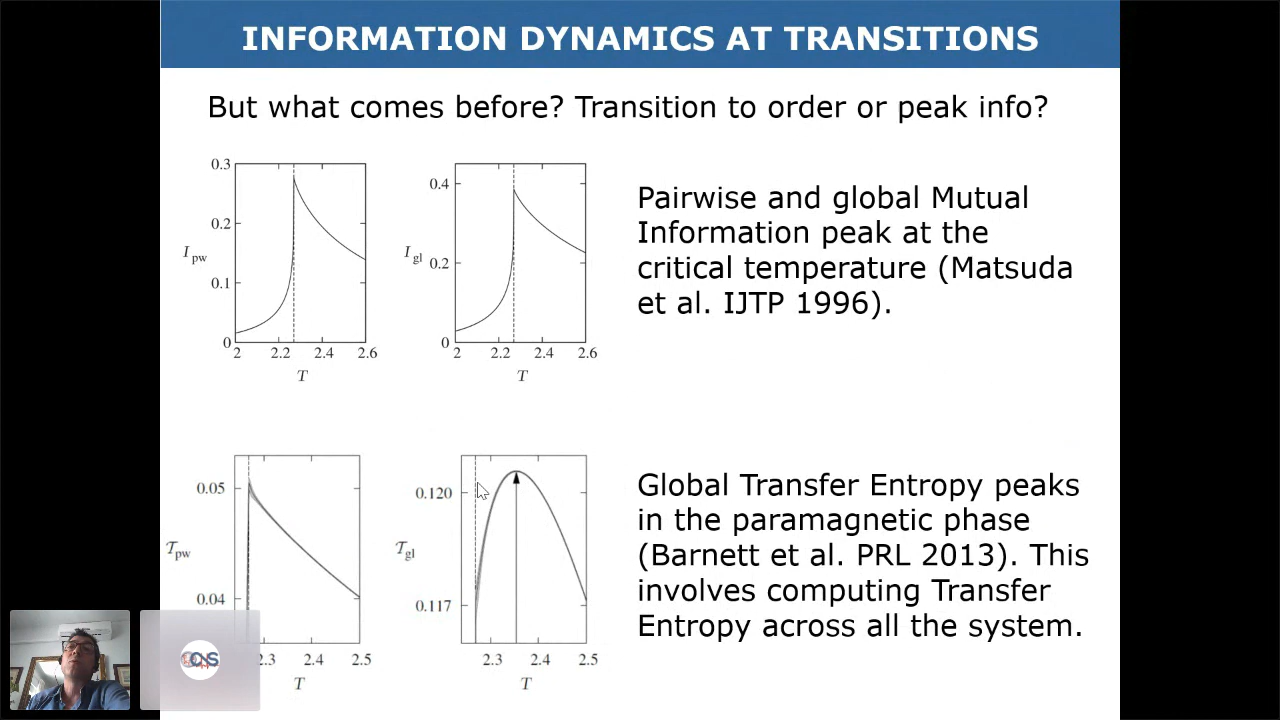 INFORMATION DYNAMICS AT TRANSITIONS
But what comes before? Transition to order or peak info?
0.3
0.2
0.1
0
I pw
2 2.2 2.4 2.6
T
0.4
0.2
0
I gl
2 2.2 2.4 2.6
T
Pairwise and global Mutual
Information peak at the
critical temperature (Matsuda
et al. IJTP 1996).
0.05
0.04
𝒯pw
2.3 2.4 2.5
T
0.120
0.117
𝒯gl
2.3 2.4 2.5
T
Global Transfer Entropy peaks
in the paramagnetic phase
(Barnett et al. PRL 2013). This
involves computing Transfer
Entropy across all the system.